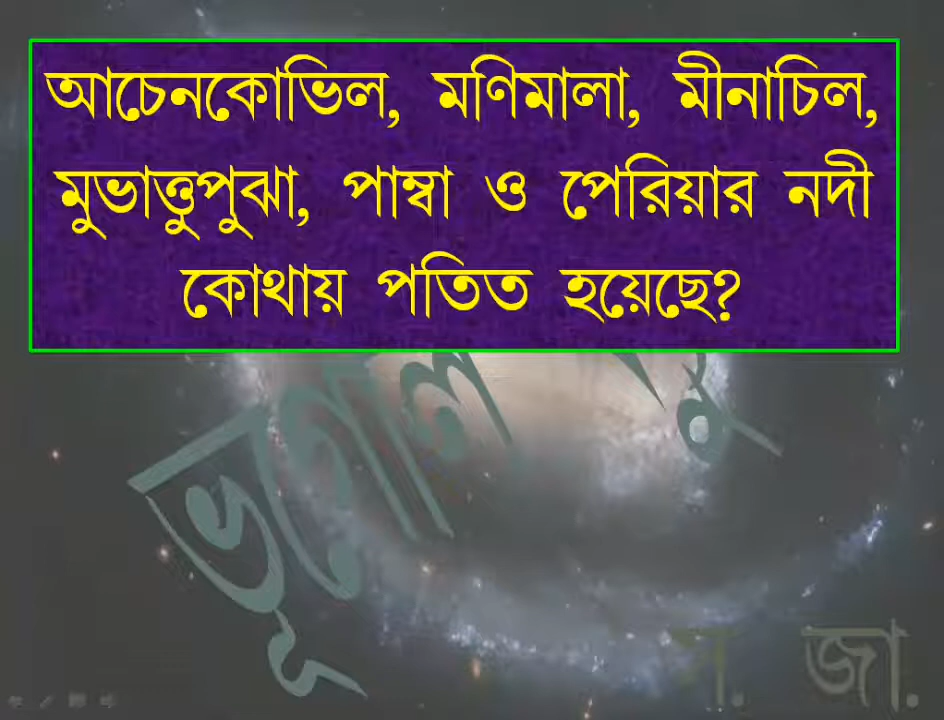 আচেনকোভিল, মণিমালা, মীনাচিল,
মুভাত্তুপুঝা, পাম্বা ও পেরিয়ার নদী
কোথায় পতিত হয়েছে?
ভূগোল
জা.